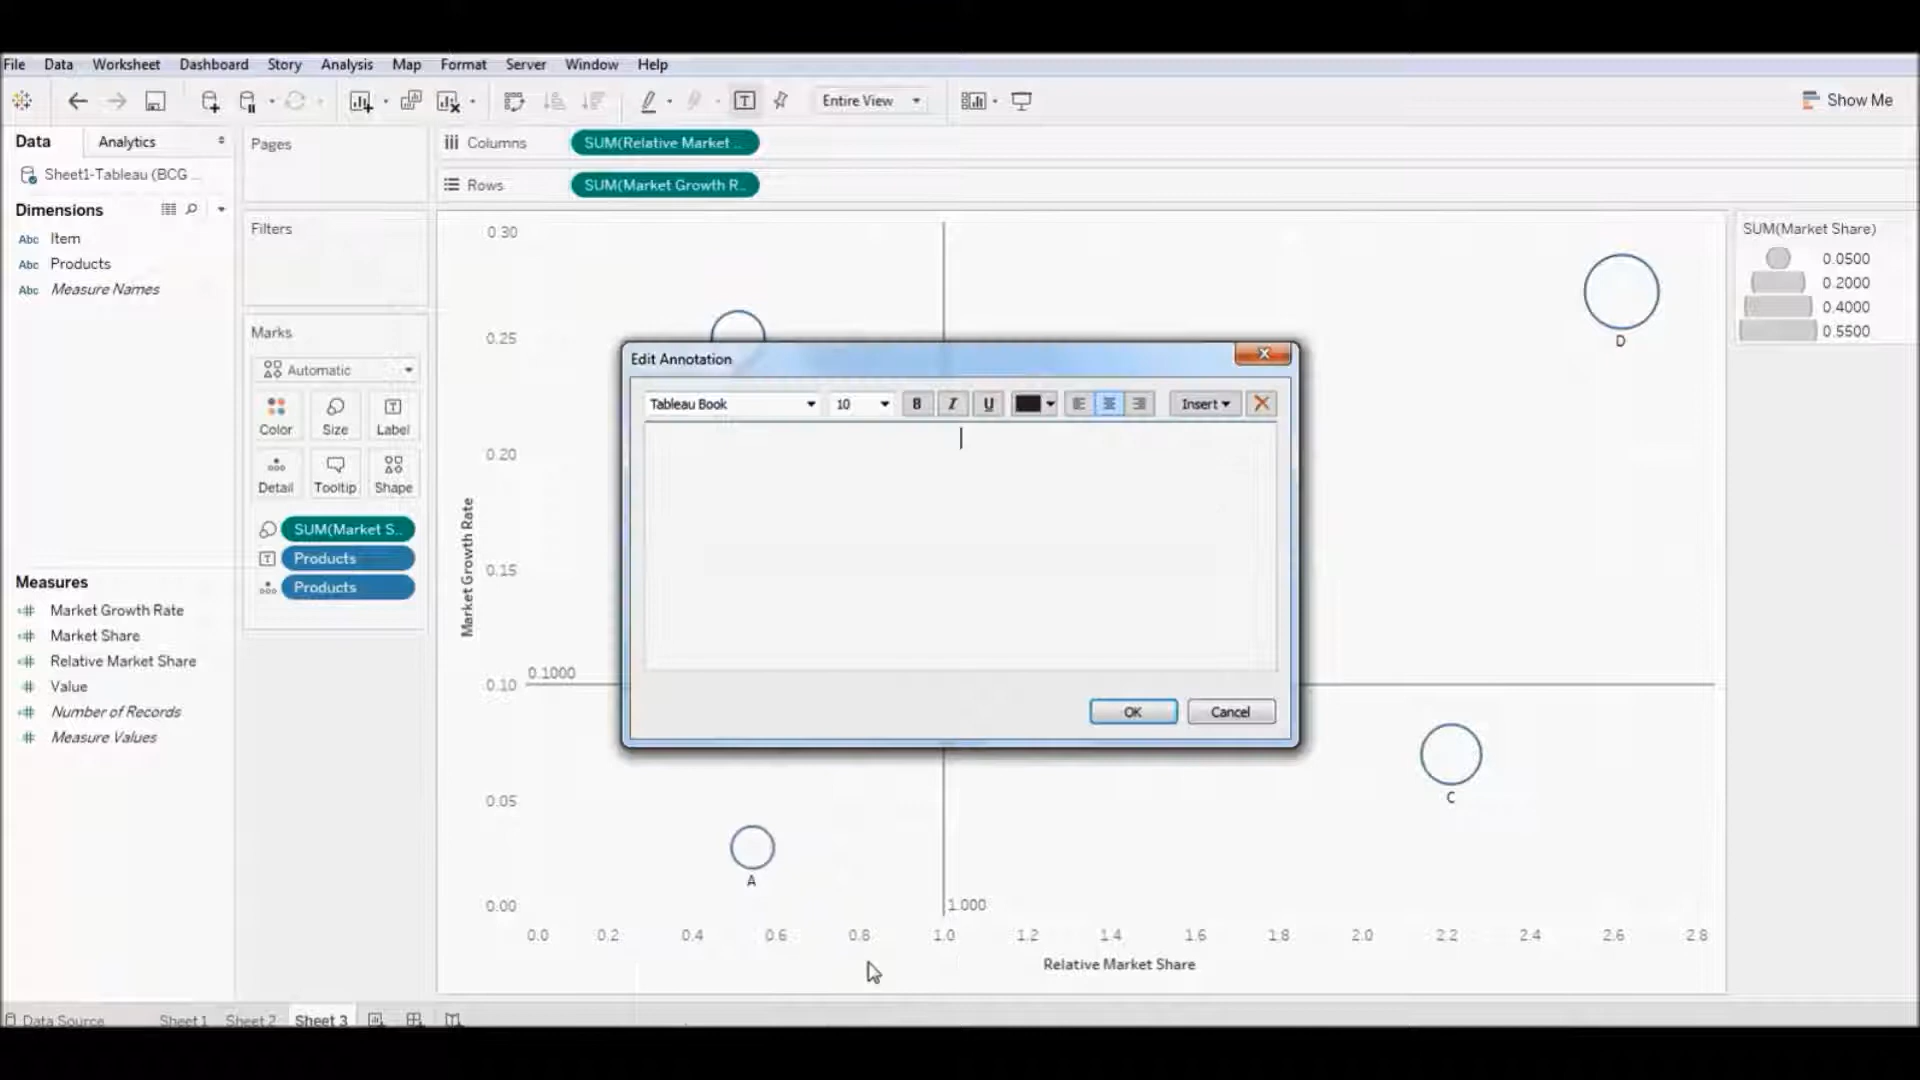 File Data Worksheet Dashboard Story Analysis Map Format Server Window Help
Entire View
Show Me
Data
Analytics
Sheet1-Tableau (BCG ...
Dimensions
Abc Item
Abc Products
Abc Measure Names
Measures
# Market Growth Rate
# Market Share
# Relative Market Share
# Value
# Number of Records
# Measure Values
Pages
Filters
Marks
Automatic
Color
Size
Label
Detail
Tooltip
Shape
SUM(Market S..
Products
Products
Columns
SUM(Relative Market ...
Rows
SUM(Market Growth R..
0.30
0.25
0.20
0.15
0.10
0.05
0.00
Market Growth Rate
0.1000
D
C
A
1.000
0.0 0.2 0.4 0.6 0.8 1.0 1.2 1.4 1.6 1.8 2.0 2.2 2.4 2.6 2.8
Relative Market Share
Edit Annotation
Tableau Book
10
B I U
Insert
OK
Cancel
SUM(Market Share)
0.0500
0.2000
0.4000
0.5500
Data Source
Sheet 1
Sheet 2
Sheet 3